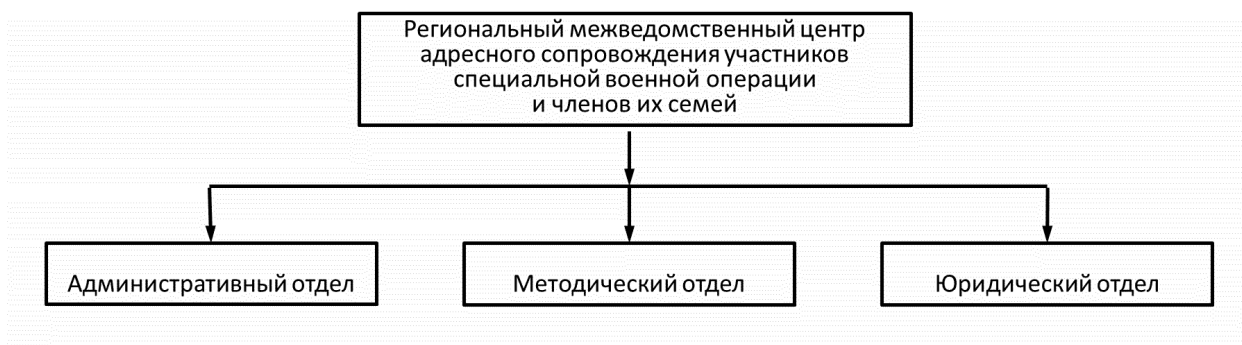 Региональный межведомственный центр
адресного сопровождения участников
специальной военной операции
и членов их семей
Административный отдел
Методический отдел
Юридический отдел